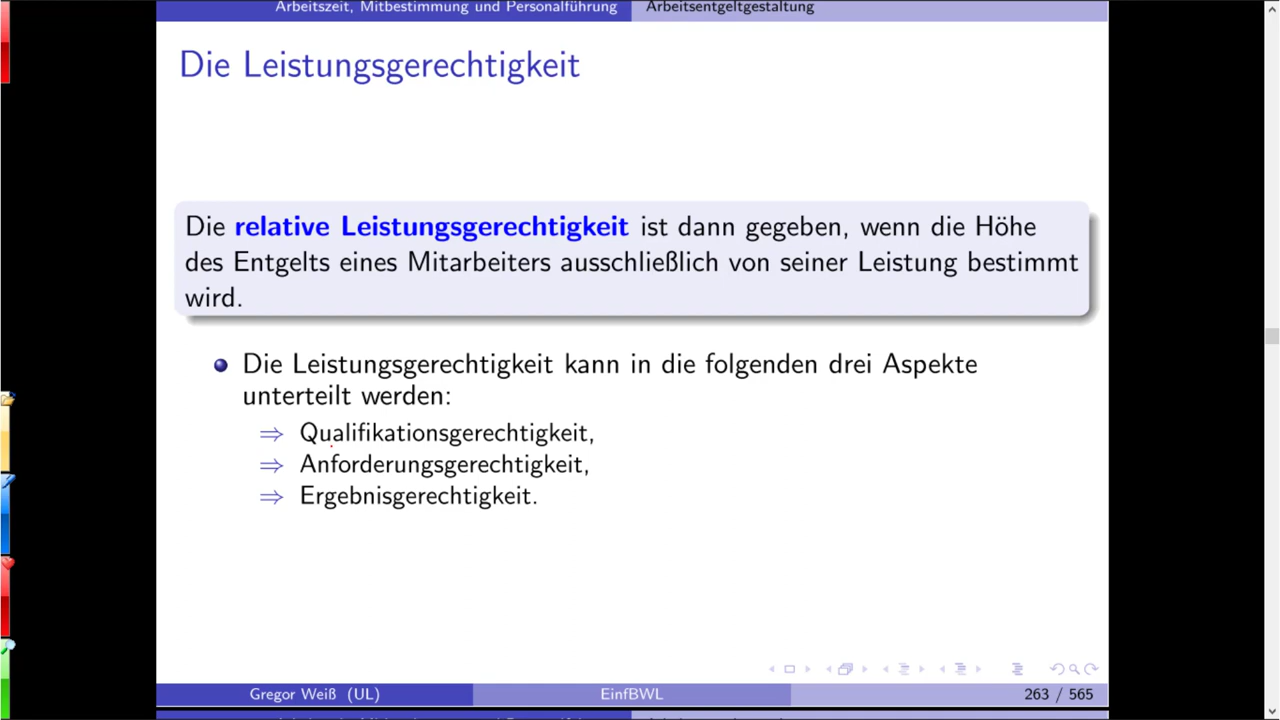 Arbeitszeit, Mitbestimmung und Personalführung Arbeitsentgeltgestaltung
Die Leistungsgerechtigkeit
Die relative Leistungsgerechtigkeit ist dann gegeben, wenn die Höhe
des Entgelts eines Mitarbeiters ausschließlich von seiner Leistung bestimmt
wird.
Die Leistungsgerechtigkeit kann in die folgenden drei Aspekte
unterteilt werden:
⇒ Qualifikationsgerechtigkeit,
⇒ Anforderungsgerechtigkeit,
⇒ Ergebnisgerechtigkeit.
Gregor Weiß (UL) EinfBWL 263 / 565